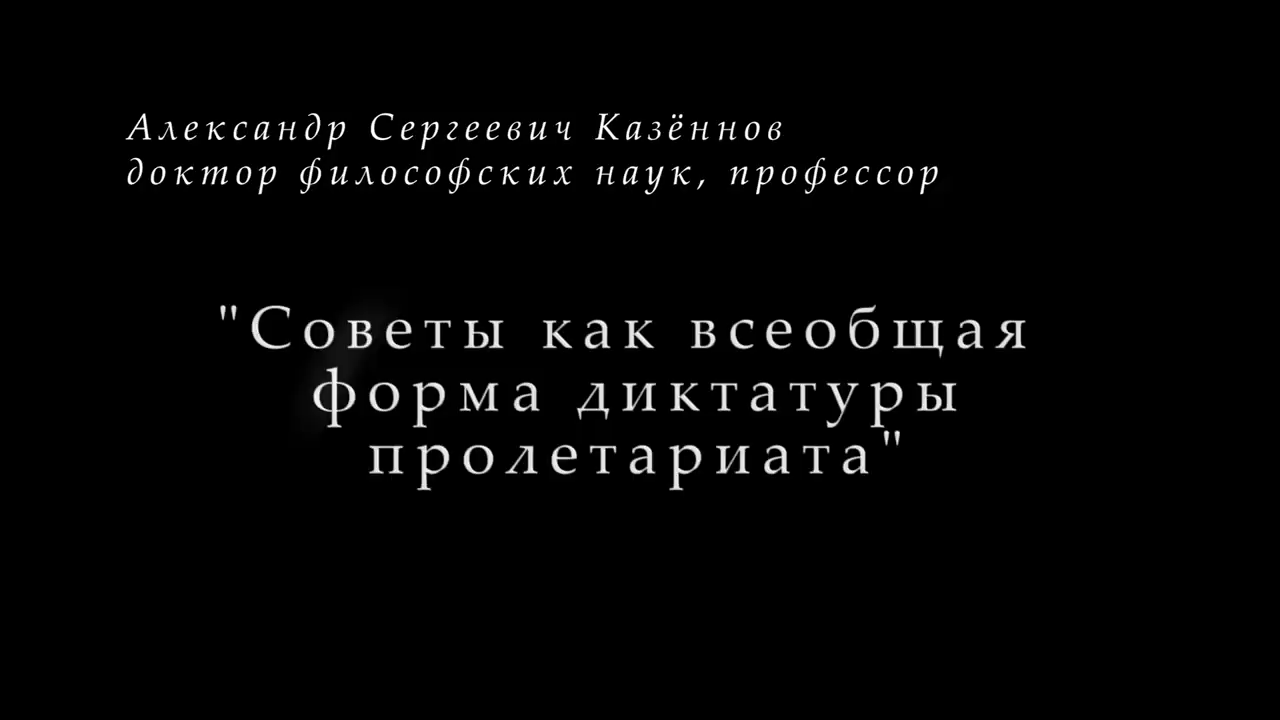 Александр Сергеевич Казённов
доктор философских наук, профессор
"Советы как всеобщая
форма диктатуры
пролетариата"